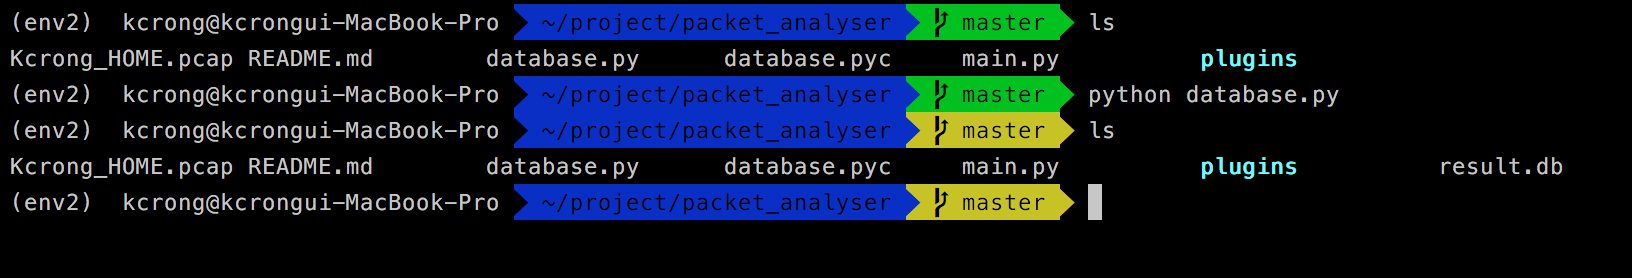 (env2) kcrong@kcrongui-MacBook-Pro ~/project/packet_analyser master ls
Kcrong_HOME.pcap README.md database.py database.pyc main.py plugins
(env2) kcrong@kcrongui-MacBook-Pro ~/project/packet_analyser master python database.py
(env2) kcrong@kcrongui-MacBook-Pro ~/project/packet_analyser master ls
Kcrong_HOME.pcap README.md database.py database.pyc main.py plugins result.db
(env2) kcrong@kcrongui-MacBook-Pro ~/project/packet_analyser master